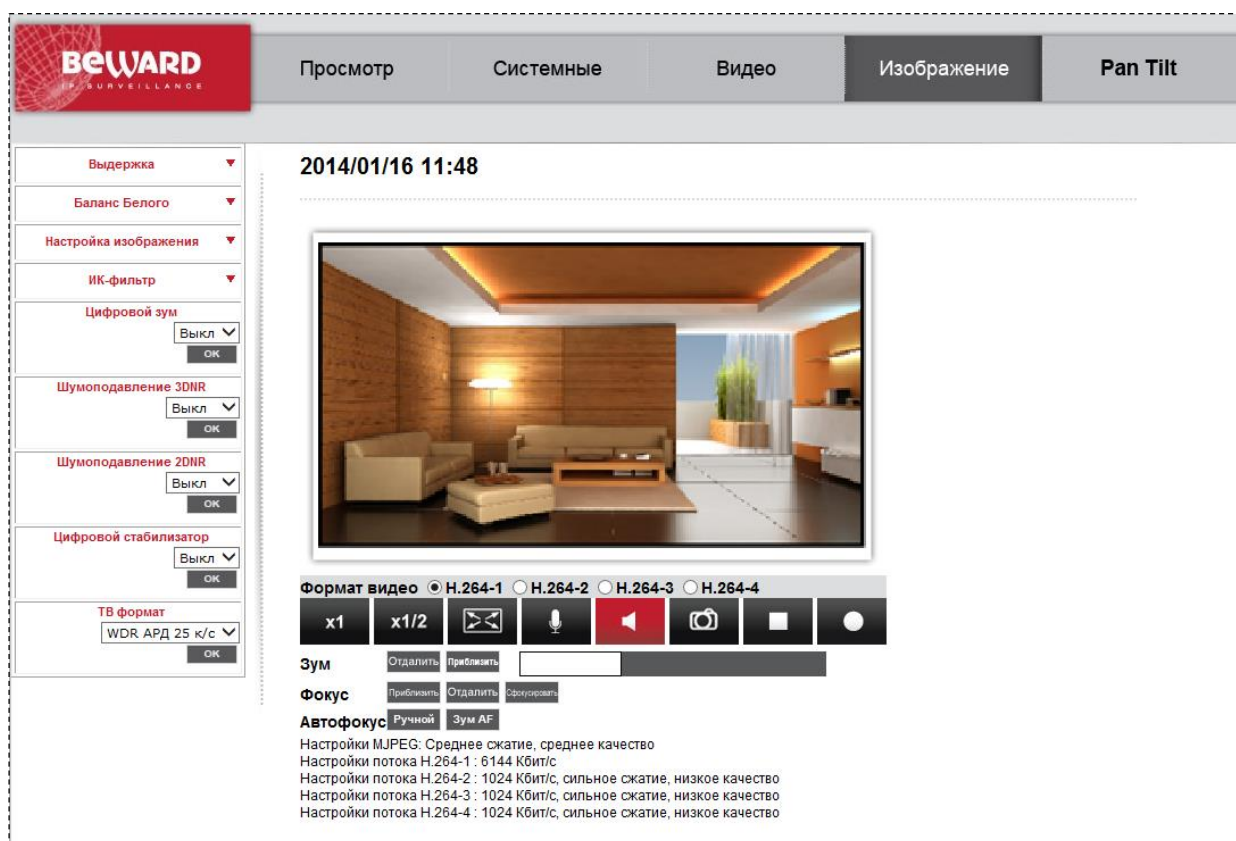 BEWARD
IP SURVEILLANCE
Просмотр
Системные
Видео
Изображение
Pan Tilt
Выдержка
Баланс Белого
Настройка изображения
ИК-фильтр
Цифровой зум
Выкл
ОК
Шумоподавление 3DNR
Выкл
ОК
Шумоподавление 2DNR
Выкл
ОК
Цифровой стабилизатор
Выкл
ОК
ТВ формат
WDR АРД 25 к/с
ОК
2014/01/16 11:48
Формат видео H.264-1 H.264-2 H.264-3 H.264-4
x1 x1/2
Зум Отдалить Приблизить
Фокус Приблизить Отдалить Сфокусировать
Автофокус Ручной Зум AF
Настройки MJPEG: Среднее сжатие, среднее качество
Настройки потока H.264-1 : 6144 Кбит/с
Настройки потока H.264-2 : 1024 Кбит/с, сильное сжатие, низкое качество
Настройки потока H.264-3 : 1024 Кбит/с, сильное сжатие, низкое качество
Настройки потока H.264-4 : 1024 Кбит/с, сильное сжатие, низкое качество